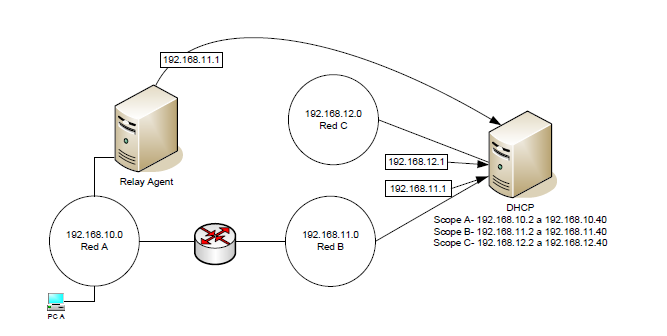 192.168.11.1
192.168.12.0
Red C
192.168.12.1
Relay Agent
192.168.11.1
DHCP
Scope A- 192.168.10.2 a 192.168.10.40
Scope B- 192.168.11.2 a 192.168.11.40
Scope C- 192.168.12.2 a 192.168.12.40
192.168.10.0
Red A
192.168.11.0
Red B
PC A